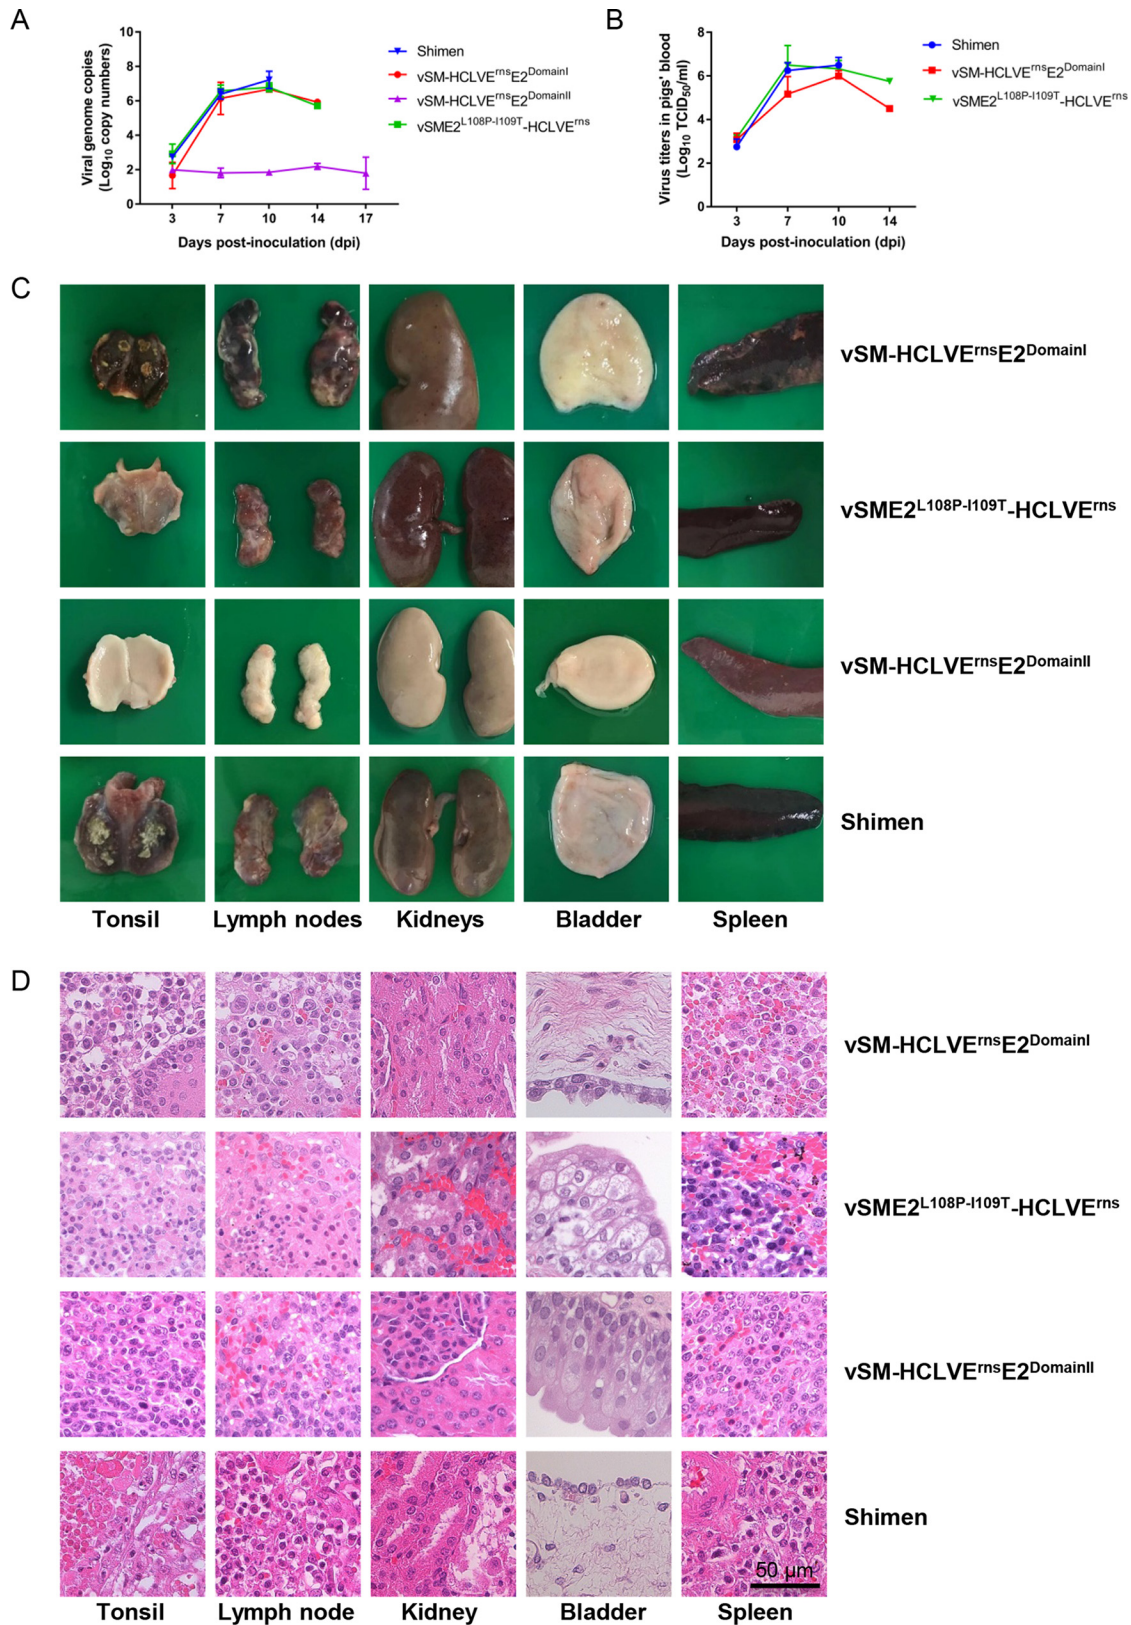 A
Viral genome copies
(Log10 copy numbers)
10
8
6
4
2
0
3 7 10 14 17
Days post-inoculation (dpi)
Shimen
vSM-HCLVErnsE2DomainI
vSM-HCLVErnsE2DomainII
vSME2L108P-I109T-HCLVErns
B
Virus titers in pigs' blood
(Log10 TCID50/ml)
8
6
4
2
0
3 7 10 14
Days post-inoculation (dpi)
Shimen
vSM-HCLVErnsE2DomainI
vSME2L108P-I109T-HCLVErns
C
vSM-HCLVErnsE2DomainI
vSME2L108P-I109T-HCLVErns
vSM-HCLVErnsE2DomainII
Shimen
Tonsil Lymph nodes Kidneys Bladder Spleen
D
vSM-HCLVErnsE2DomainI
vSME2L108P-I109T-HCLVErns
vSM-HCLVErnsE2DomainII
Shimen
50 μm
Tonsil Lymph node Kidney Bladder Spleen